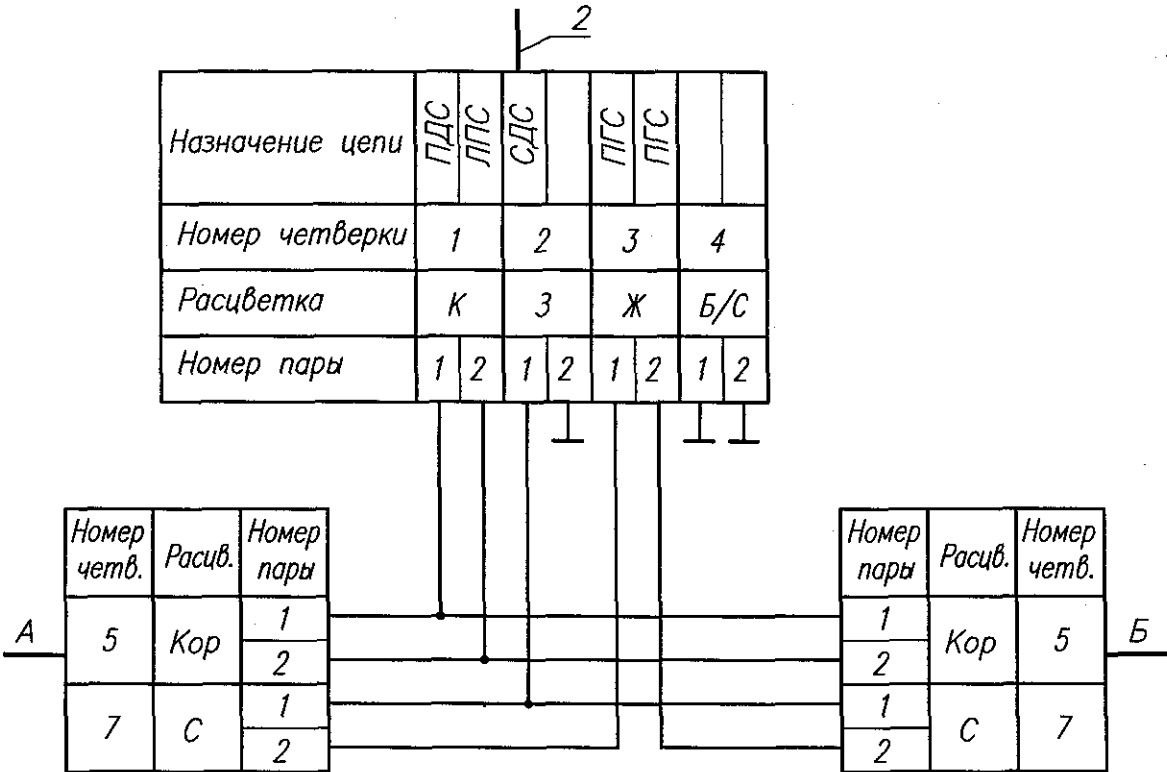 2
Назначение цепи ПДС ЛПС СДС ПГС ПГС
Номер четверки 1 2 3 4
Расцветка К З Ж Б/С
Номер пары 1 2 1 2 1 2 1 2
Номер четв. Расцв. Номер пары
А 5 Кор 1
2
7 С 1
2
Номер пары Расцв. Номер четв.
1 Кор 5 Б
2
1 С 7
2